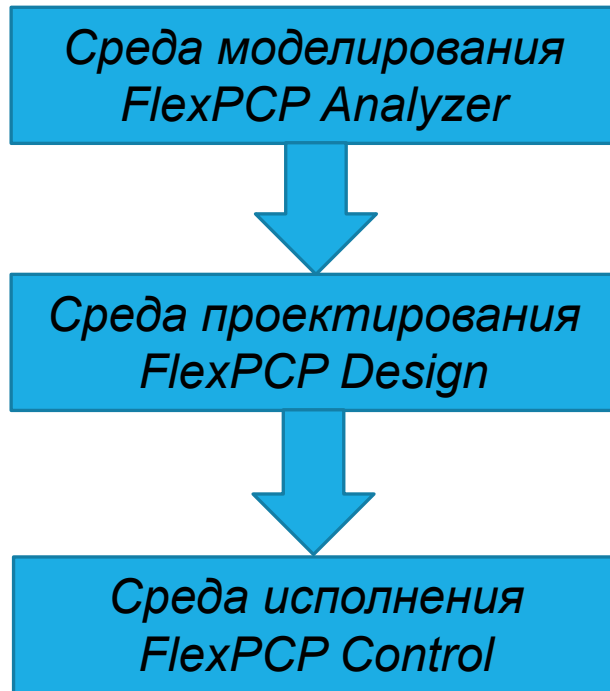 Среда моделирования
FlexPCP Analyzer
Среда проектирования
FlexPCP Design
Среда исполнения
FlexPCP Control